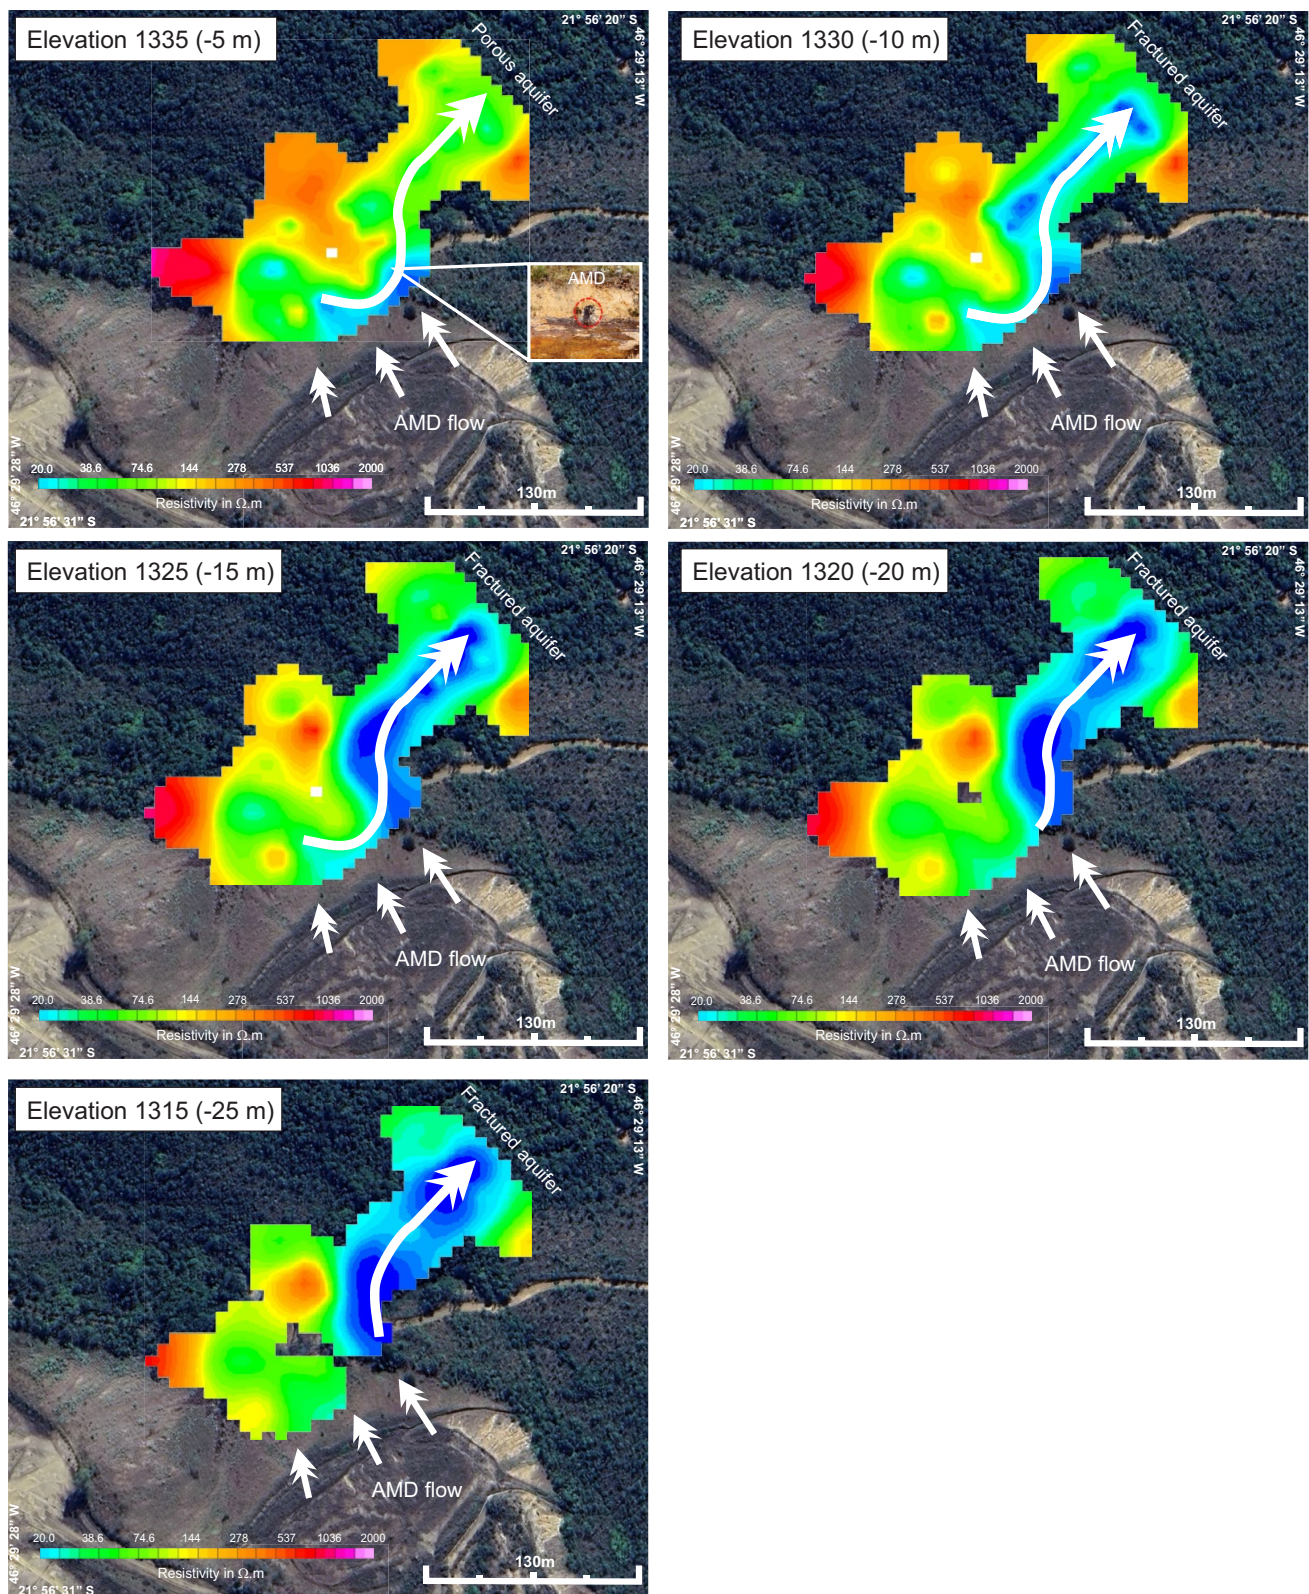 Elevation 1335 (-5 m)
21° 56' 20" S
46° 29' 13" W
Porous aquifer
AMD
AMD flow
20.0 38.6 74.6 144 278 537 1036 2000
Resistivity in Ω.m
130m
46° 29' 28" W
21° 56' 31" S
Elevation 1330 (-10 m)
21° 56' 20" S
46° 29' 13" W
Fractured aquifer
AMD flow
20.0 38.6 74.6 144 278 537 1036 2000
Resistivity in Ω.m
130m
46° 29' 28" W
21° 56' 31" S
Elevation 1325 (-15 m)
21° 56' 20" S
46° 29' 13" W
Fractured aquifer
AMD flow
20.0 38.6 74.6 144 278 537 1036 2000
Resistivity in Ω.m
130m
46° 29' 28" W
21° 56' 31" S
Elevation 1320 (-20 m)
21° 56' 20" S
46° 29' 13" W
Fractured aquifer
AMD flow
20.0 38.6 74.6 144 278 537 1036 2000
Resistivity in Ω.m
130m
46° 29' 28" W
21° 56' 31" S
Elevation 1315 (-25 m)
21° 56' 20" S
46° 29' 13" W
Fractured aquifer
AMD flow
20.0 38.6 74.6 144 278 537 1036 2000
Resistivity in Ω.m
130m
46° 29' 28" W
21° 56' 31" S